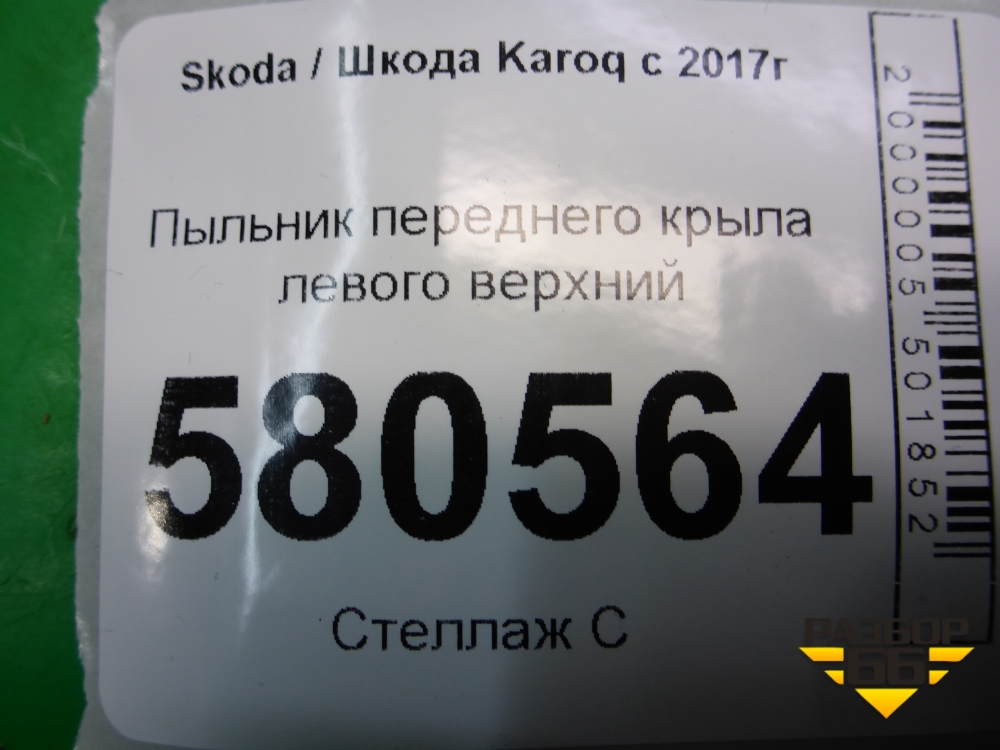 Skoda / Шкода Karoq с 2017г
Пыльник переднего крыла
левого верхний
580564
Стеллаж С
2000005501852
РАЗБОР
66